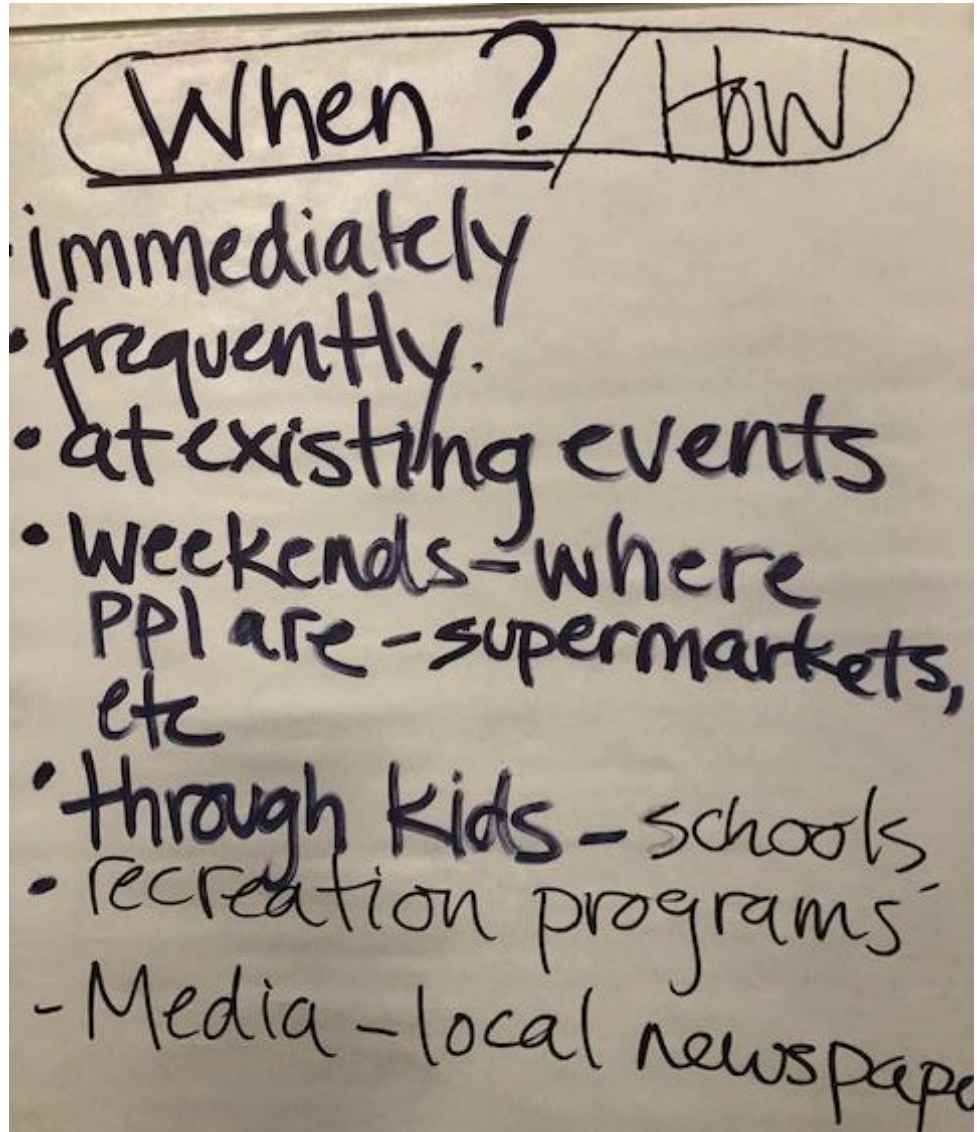 When ? / How
· immediately
· frequently.
· at existing events
· weekends - where
ppl are - supermarkets,
etc
· through kids - schools
· recreation programs
- Media - local newspape